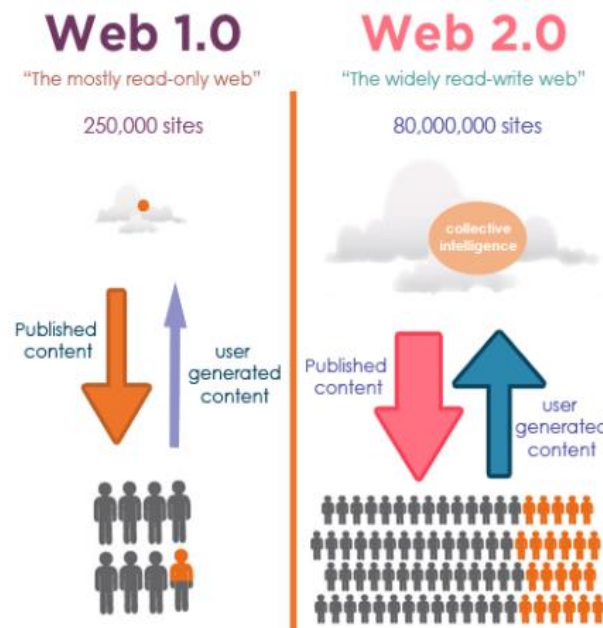 Web 1.0
“The mostly read-only web”
250,000 sites
Published
content
user
generated
content
Web 2.0
“The widely read-write web”
80,000,000 sites
collective
intelligence
Published
content
user
generated
content